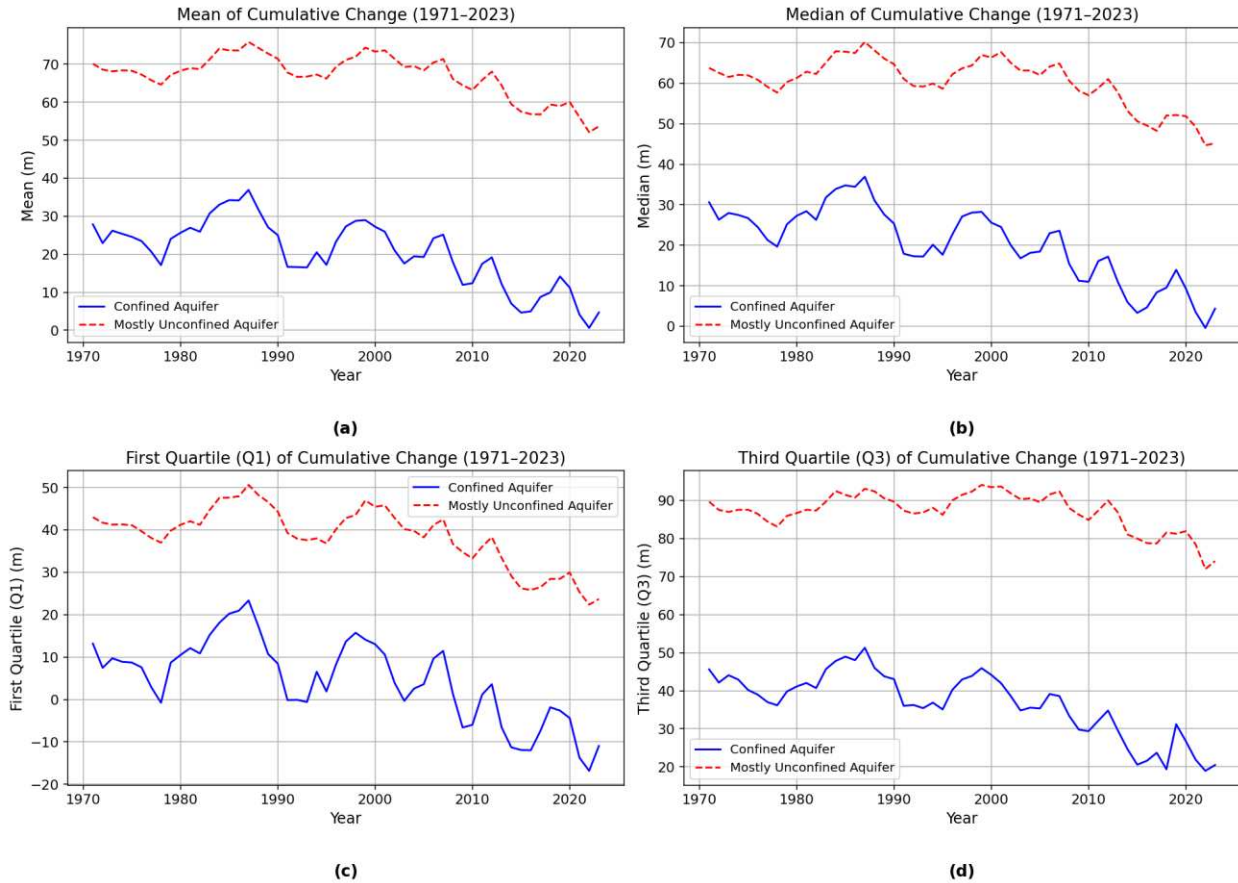 Mean of Cumulative Change (1971–2023)
70
60
50
40
30
20
10
0
Mean (m)
Confined Aquifer
Mostly Unconfined Aquifer
1970 1980 1990 2000 2010 2020
Year
(a)
Median of Cumulative Change (1971–2023)
70
60
50
40
30
20
10
0
Median (m)
Confined Aquifer
Mostly Unconfined Aquifer
1970 1980 1990 2000 2010 2020
Year
(b)
First Quartile (Q1) of Cumulative Change (1971–2023)
50
40
30
20
10
0
−10
−20
First Quartile (Q1) (m)
Confined Aquifer
Mostly Unconfined Aquifer
1970 1980 1990 2000 2010 2020
Year
(c)
Third Quartile (Q3) of Cumulative Change (1971–2023)
90
80
70
60
50
40
30
20
Third Quartile (Q3) (m)
Confined Aquifer
Mostly Unconfined Aquifer
1970 1980 1990 2000 2010 2020
Year
(d)